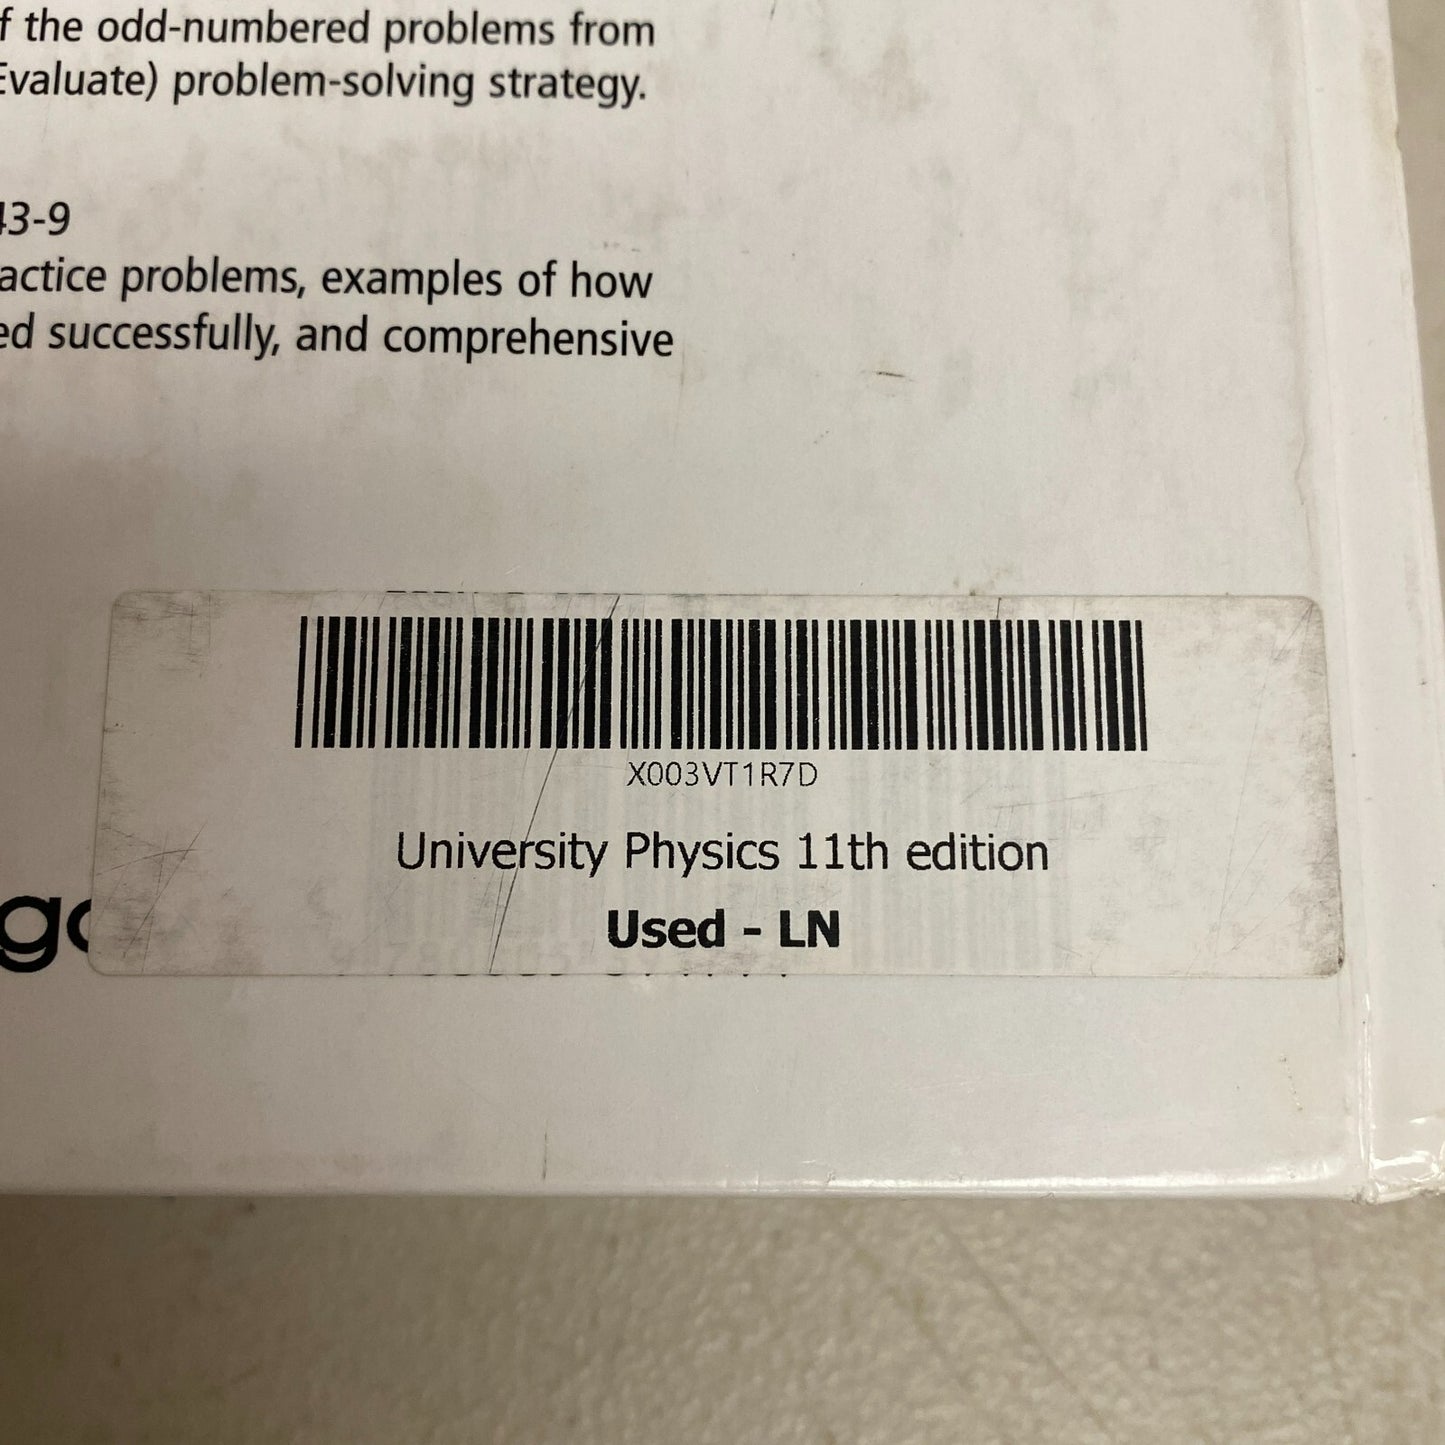 f the odd-numbered problems from
Evaluate) problem-solving strategy.
43-9
actice problems, examples of how
ed successfully, and comprehensive
X003VT1R7D
University Physics 11th edition
go
Used - LN